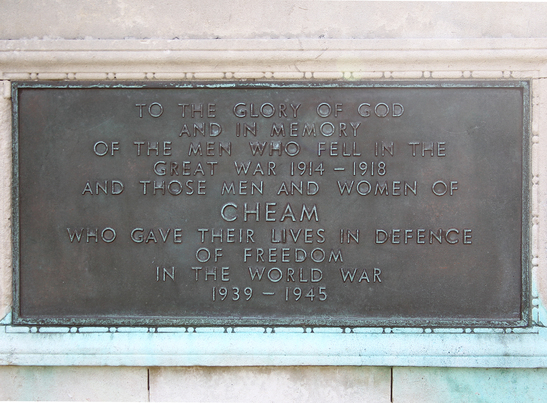 TO THE GLORY OF GOD
AND IN MEMORY
OF THE MEN WHO FELL IN THE
GREAT WAR 1914 – 1918
AND THOSE MEN AND WOMEN OF
CHEAM
WHO GAVE THEIR LIVES IN DEFENCE
OF FREEDOM
IN THE WORLD WAR
1939 – 1945